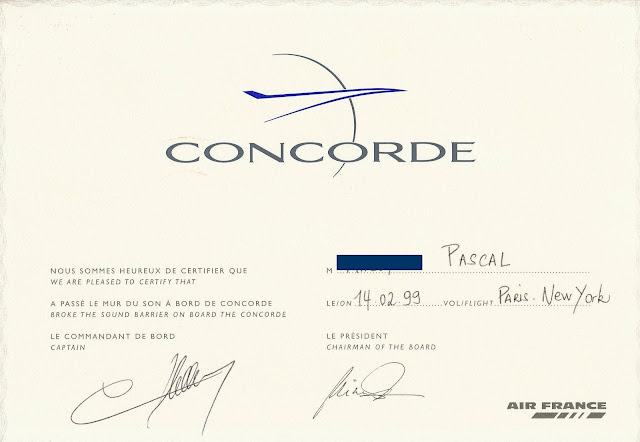 CONCORDE
NOUS SOMMES HEUREUX DE CERTIFIER QUE
WE ARE PLEASED TO CERTIFY THAT
M PASCAL
A PASSÉ LE MUR DU SON À BORD DE CONCORDE
BROKE THE SOUND BARRIER ON BOARD THE CONCORDE
LE/ON 14 02 99 VOL/FLIGHT PARIS - NEW YORK
LE COMMANDANT DE BORD
CAPTAIN
LE PRÉSIDENT
CHAIRMAN OF THE BOARD
AIR FRANCE